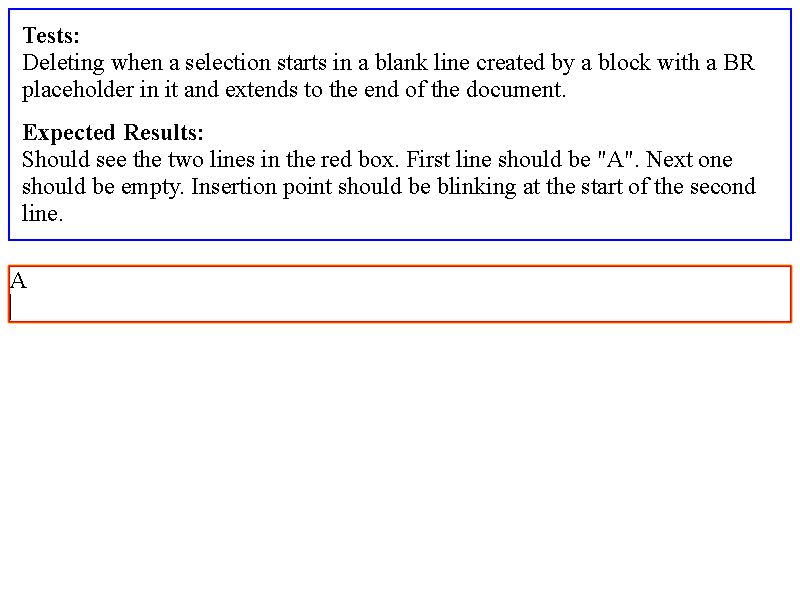 Tests:
Deleting when a selection starts in a blank line created by a block with a BR
placeholder in it and extends to the end of the document.
Expected Results:
Should see the two lines in the red box. First line should be "A". Next one
should be empty. Insertion point should be blinking at the start of the second
line.
A